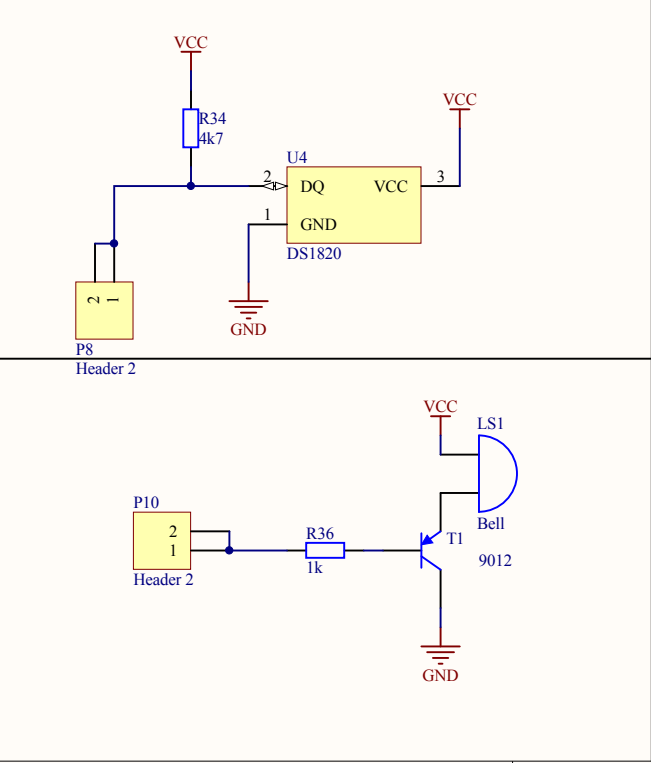 VCC
R34
4k7
VCC
U4
2
DQ
VCC
3
1
GND
DS1820
2
1
GND
P8
Header 2
VCC
LS1
P10
2
1
Header 2
R36
1k
Bell
T1
9012
GND